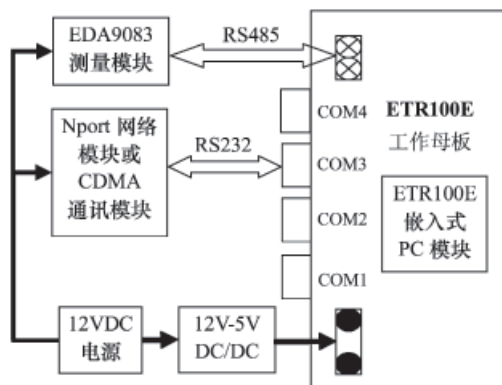 EDA9083
测量模块
RS485
Nport 网络
模块或
CDMA
通讯模块
RS232
COM4
COM3
COM2
COM1
ETR100E
工作母板
ETR100E
嵌入式
PC 模块
12VDC
电源
12V-5V
DC/DC